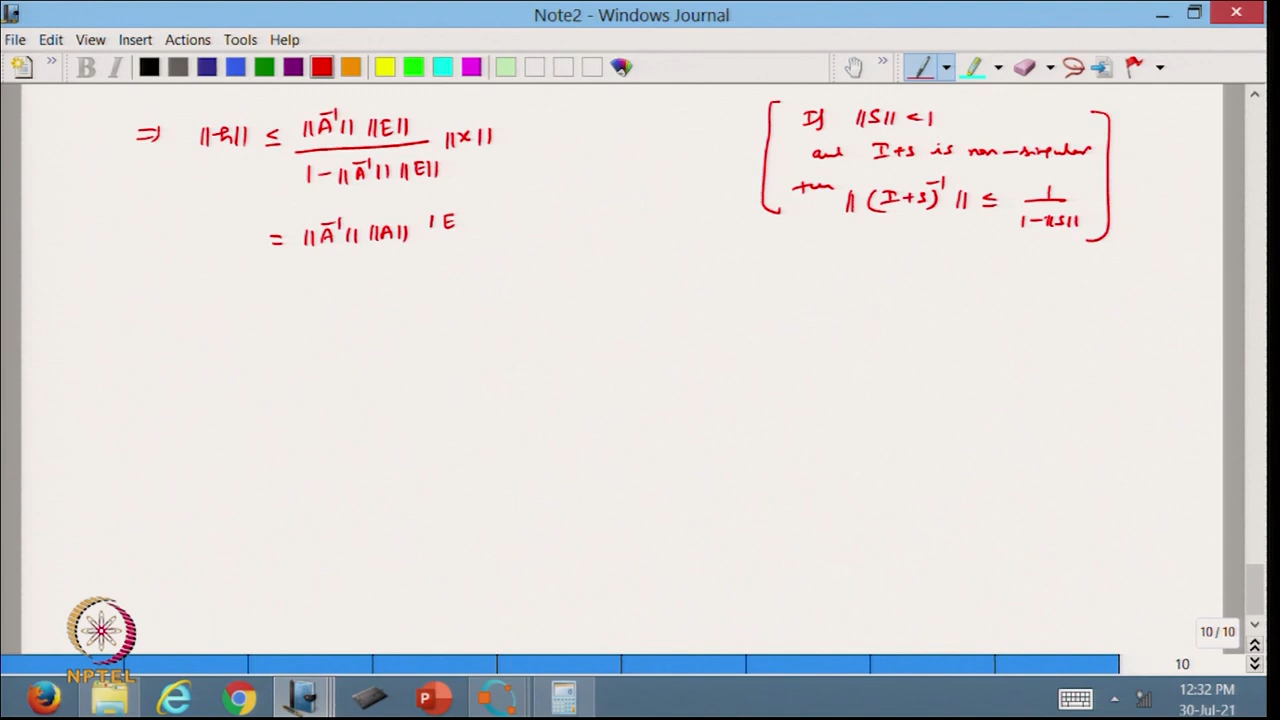 Note2 - Windows Journal
File Edit View Insert Actions Tools Help
B I
⇒ ||h|| ≤ ||A⁻¹|| ||E|| / (1 - ||A⁻¹|| ||E||) ||x||
= ||A⁻¹|| ||A|| | E
If ||S|| < 1
and I+S is non-singular
then || (I+S)⁻¹ || ≤ 1 / (1-||S||)
10 / 10
NPTEL
10
12:32 PM
30-Jul-21